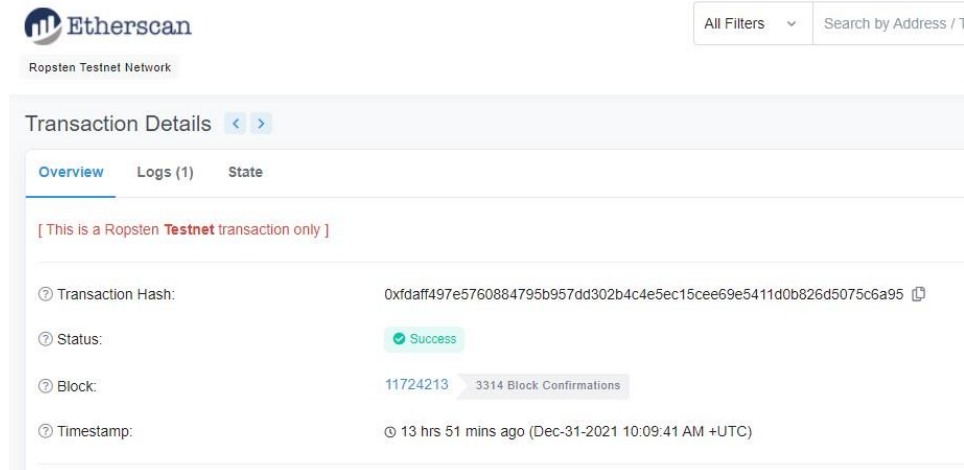 Etherscan
All Filters
Search by Address / T
Ropsten Testnet Network
Transaction Details < >
Overview Logs (1) State
[ This is a Ropsten Testnet transaction only ]
Transaction Hash: 0xfdaff497e5760884795b957dd302b4c4e5ec15cee69e5411d0b826d5075c6a95
Status: Success
Block: 11724213 3314 Block Confirmations
Timestamp: 13 hrs 51 mins ago (Dec-31-2021 10:09:41 AM +UTC)